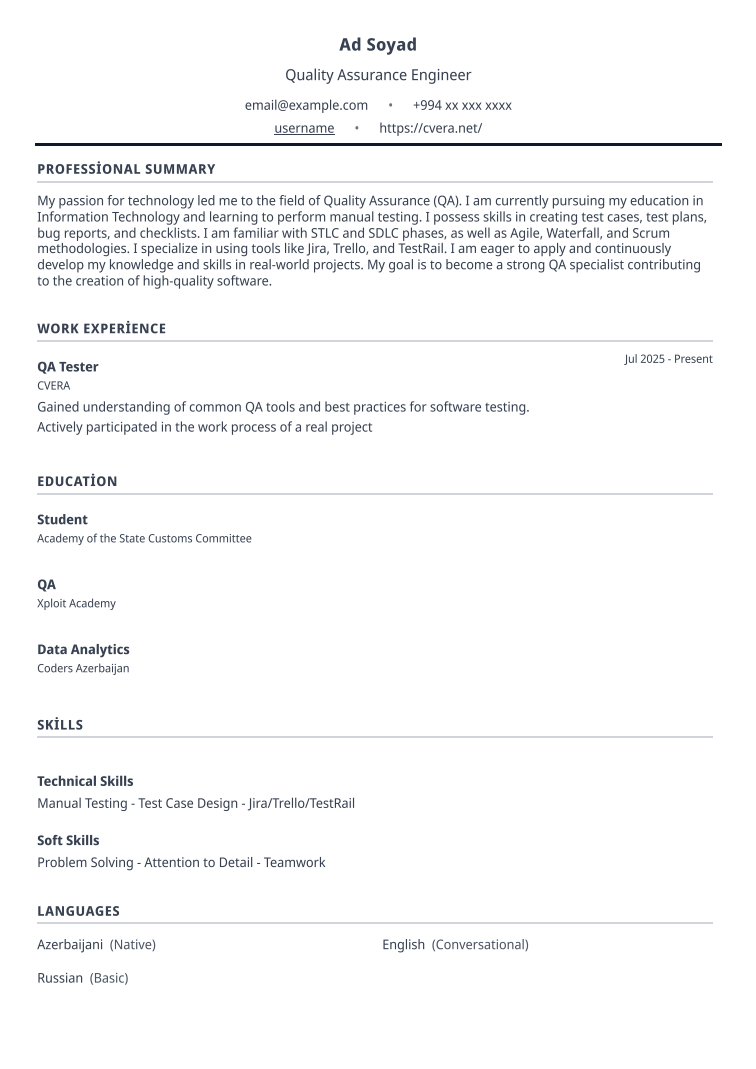 Ad Soyad
Quality Assurance Engineer
email@example.com • +994 xx xxx xxxx
username • https://cvera.net/
PROFESSİONAL SUMMARY
My passion for technology led me to the field of Quality Assurance (QA). I am currently pursuing my education in
Information Technology and learning to perform manual testing. I possess skills in creating test cases, test plans,
bug reports, and checklists. I am familiar with STLC and SDLC phases, as well as Agile, Waterfall, and Scrum
methodologies. I specialize in using tools like Jira, Trello, and TestRail. I am eager to apply and continuously
develop my knowledge and skills in real-world projects. My goal is to become a strong QA specialist contributing
to the creation of high-quality software.
WORK EXPERİENCE
QA Tester Jul 2025 - Present
CVERA
Gained understanding of common QA tools and best practices for software testing.
Actively participated in the work process of a real project
EDUCATİON
Student
Academy of the State Customs Committee
QA
Xploit Academy
Data Analytics
Coders Azerbaijan
SKİLLS
Technical Skills
Manual Testing - Test Case Design - Jira/Trello/TestRail
Soft Skills
Problem Solving - Attention to Detail - Teamwork
LANGUAGES
Azerbaijani (Native) English (Conversational)
Russian (Basic)